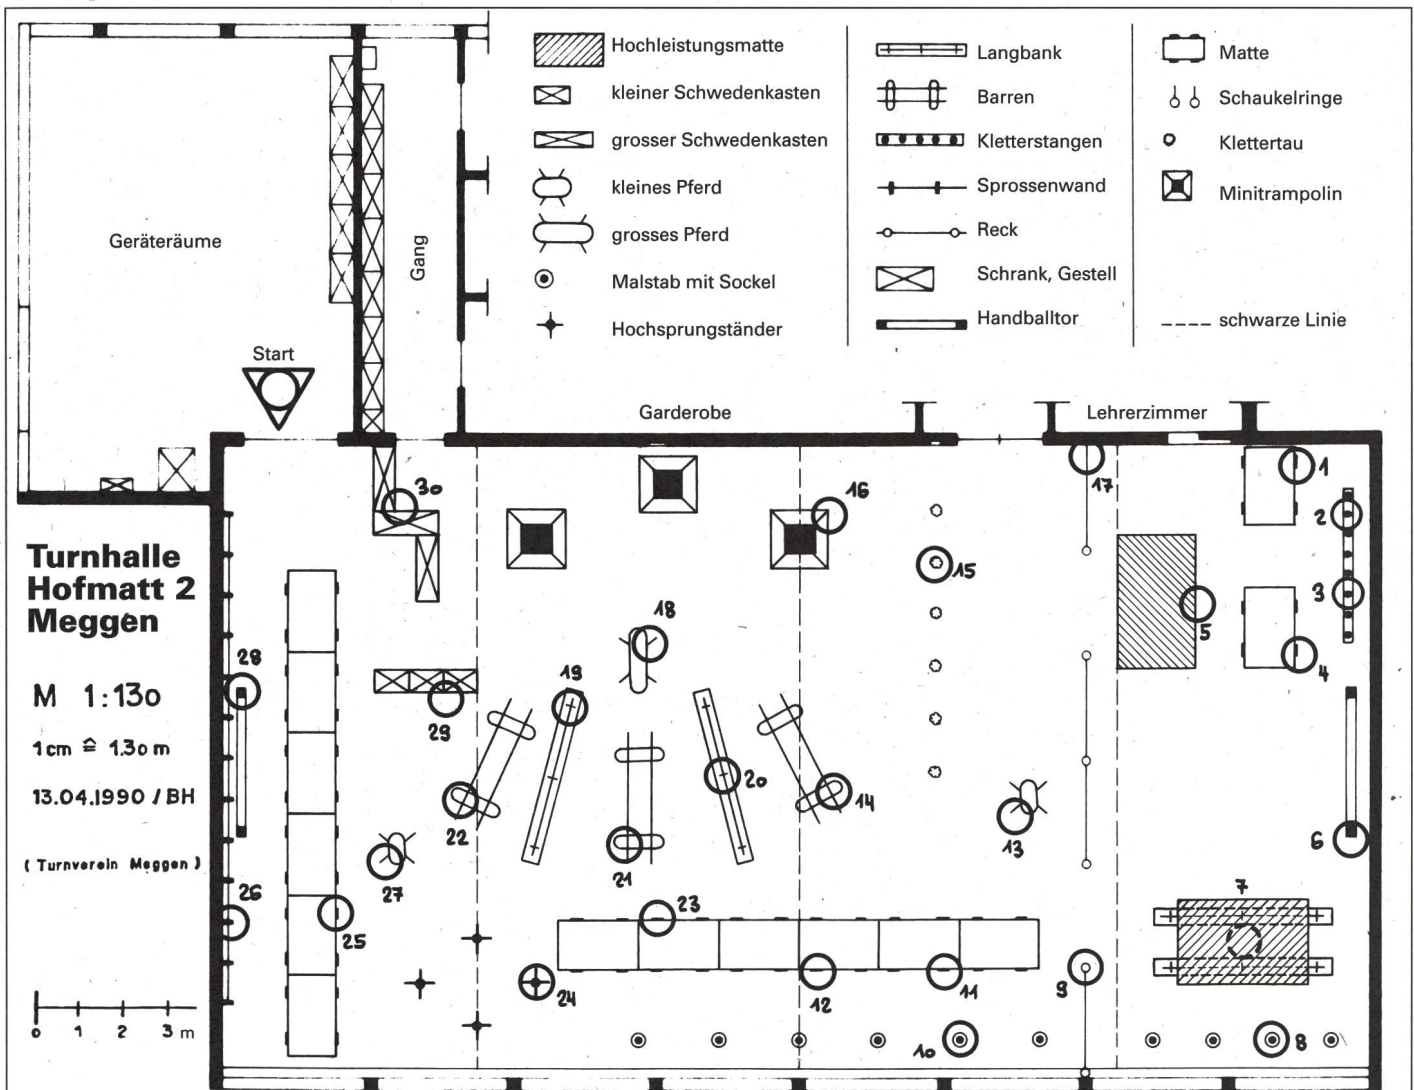 Hochleistungsmatte
kleiner Schwedenkasten
grosser Schwedenkasten
kleines Pferd
grosses Pferd
Malstab mit Sockel
Hochsprungständer
Langbank
Barren
Kletterstangen
Sprossenwand
Reck
Schrank, Gestell
Handballtor
Matte
Schaukelringe
Klettertau
Minitrampolin
schwarze Linie
Geräteräume
Gang
Start
Garderobe
Lehrerzimmer
Turnhalle
Hofmatt 2
Meggen
M 1:130
1cm ≙ 1.30 m
13.04.1990 / BH
( Turnverein Meggen )
0 1 2 3 m
1
2
3
4
5
6
7
8
9
10
11
12
13
14
15
16
17
18
19
20
21
22
23
24
25
26
27
28
29
30